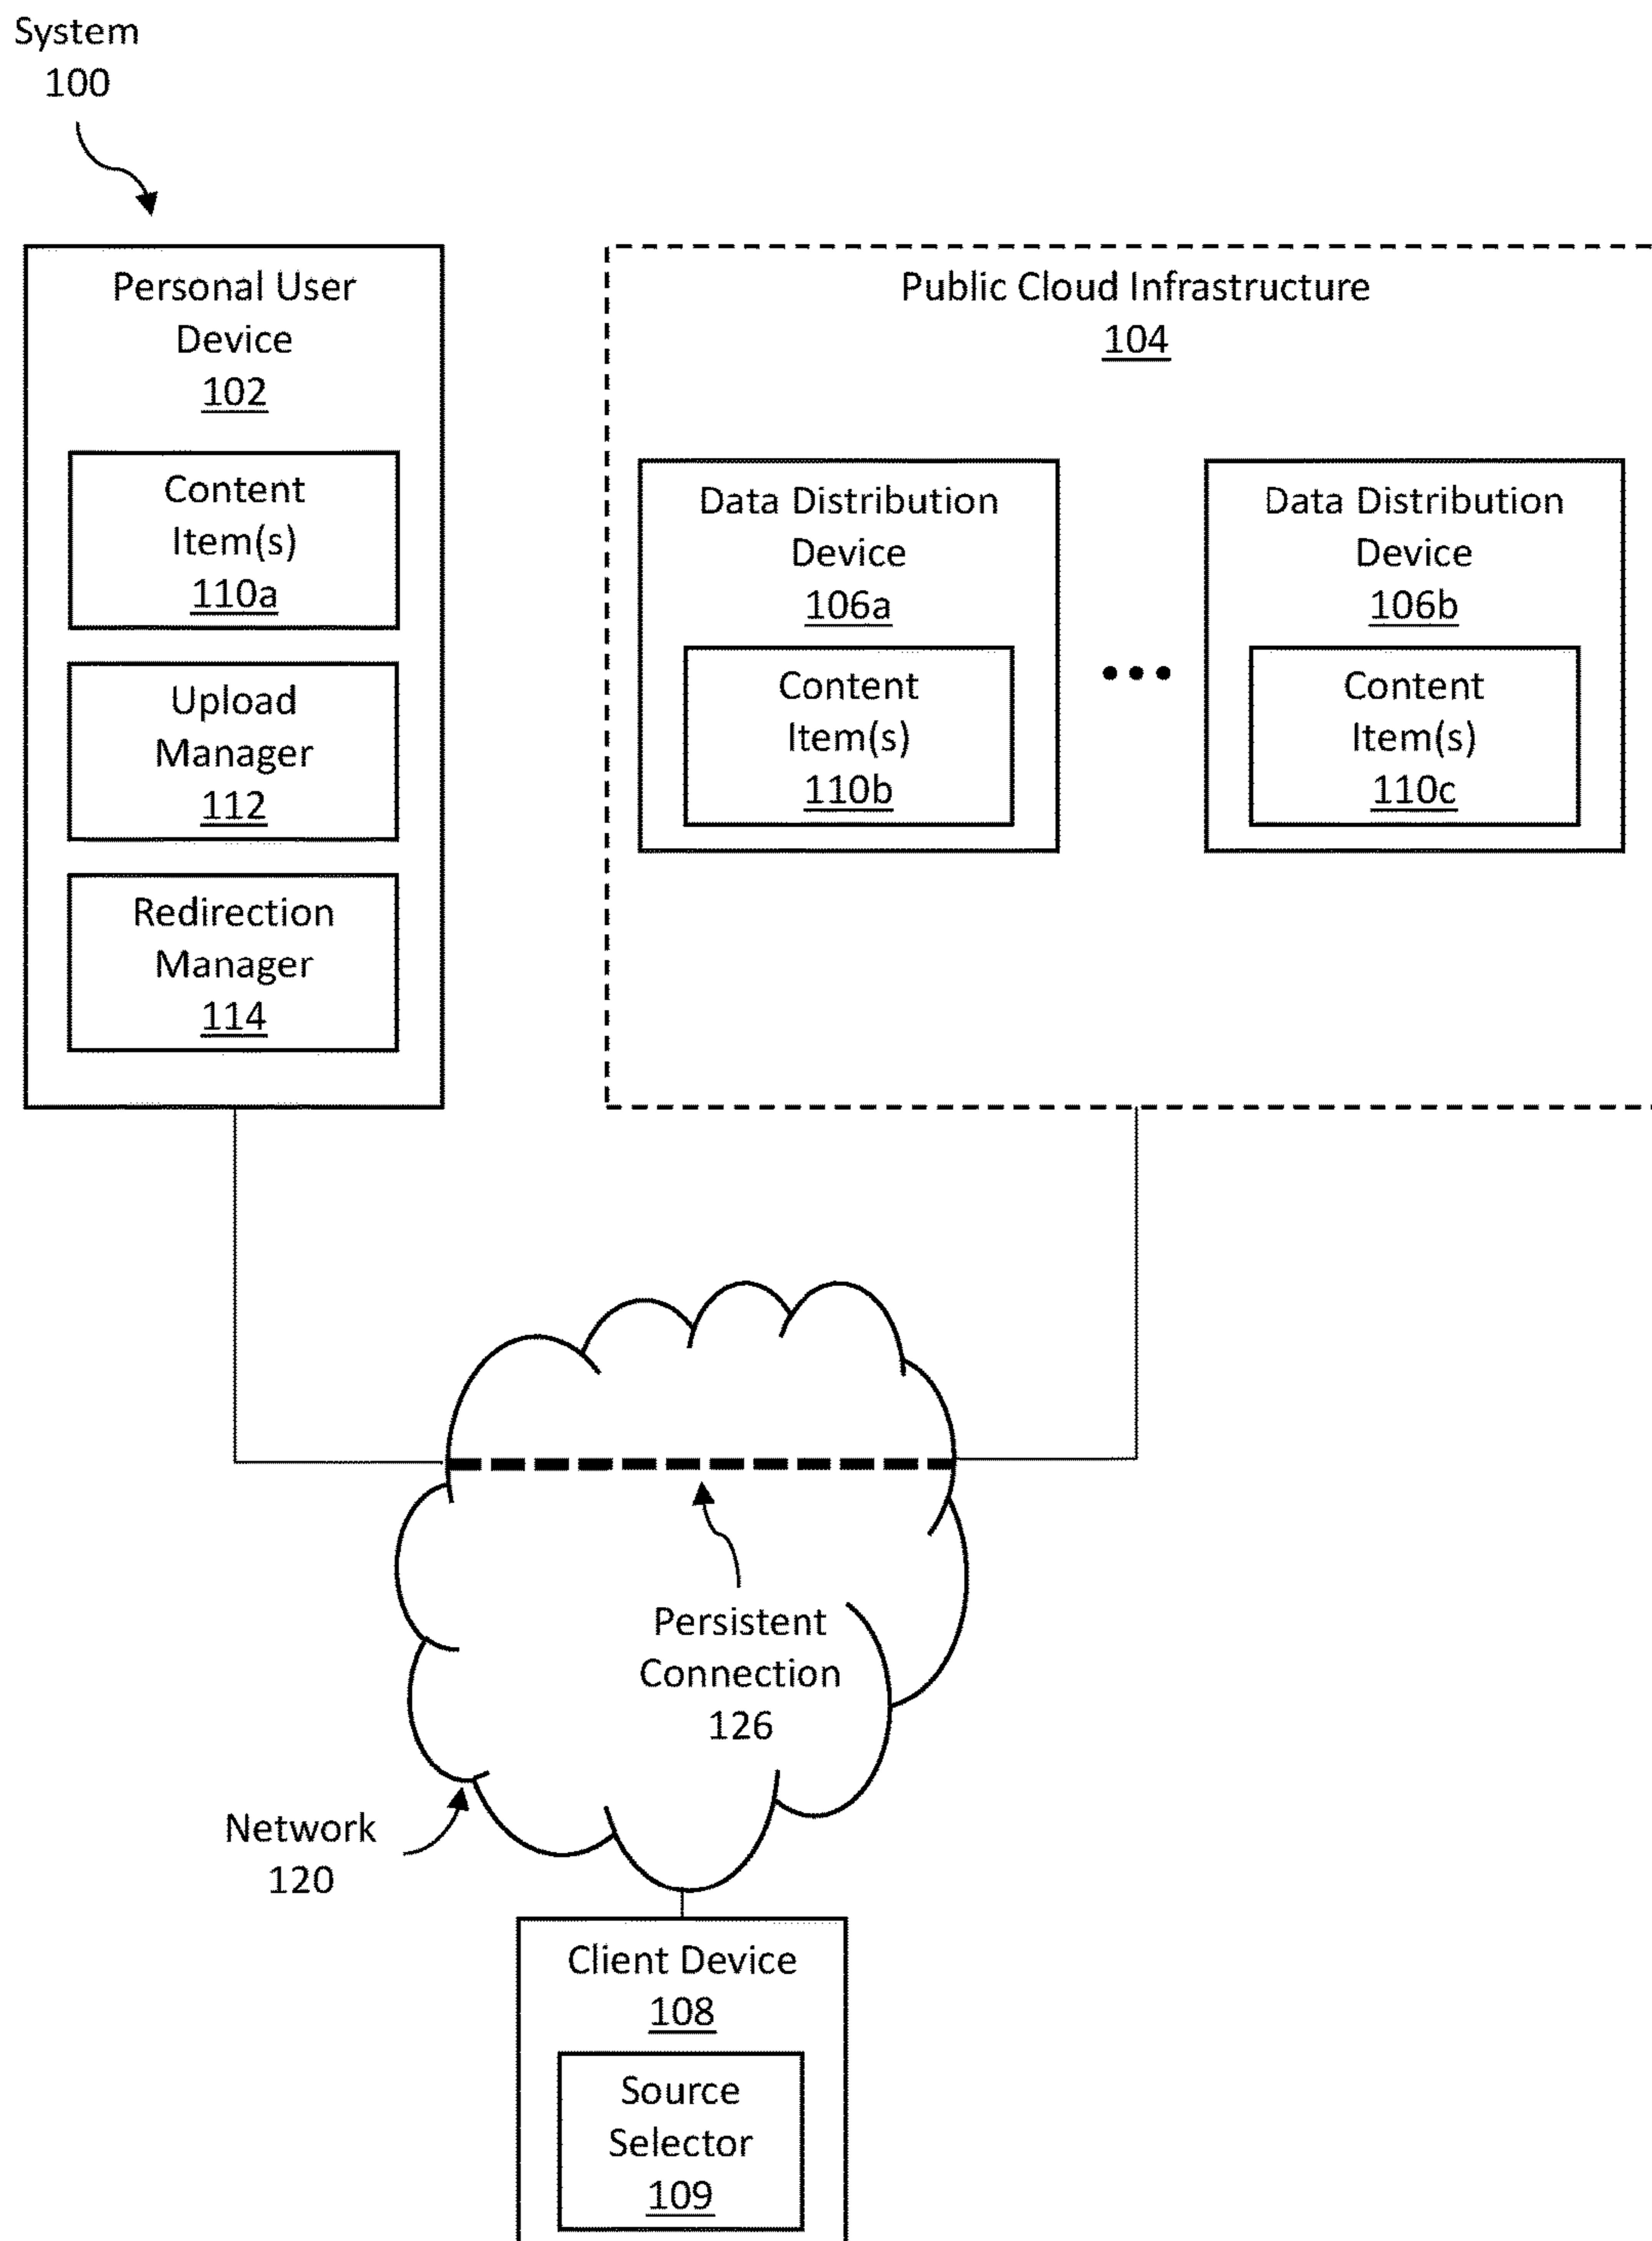 System
100
Personal User
Device
102
Content
Item(s)
110a
Upload
Manager
112
Redirection
Manager
114
Public Cloud Infrastructure
104
Data Distribution
Device
106a
Content
Item(s)
110b
Data Distribution
Device
106b
Content
Item(s)
110c
Persistent
Connection
126
Network
120
Client Device
108
Source
Selector
109